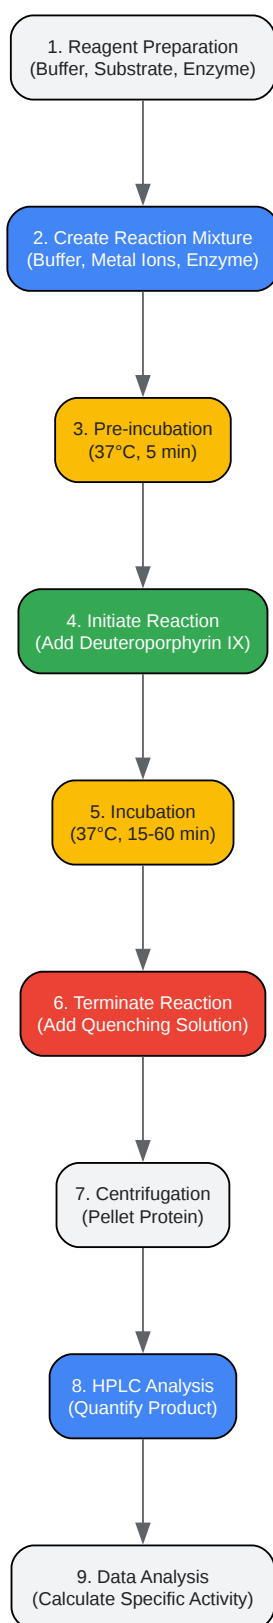 1. Reagent Preparation
(Buffer, Substrate, Enzyme)
2. Create Reaction Mixture
(Buffer, Metal Ions, Enzyme)
3. Pre-incubation
(37°C, 5 min)
4. Initiate Reaction
(Add Deuteroporphyrin IX)
5. Incubation
(37°C, 15-60 min)
6. Terminate Reaction
(Add Quenching Solution)
7. Centrifugation
(Pellet Protein)
8. HPLC Analysis
(Quantify Product)
9. Data Analysis
(Calculate Specific Activity)